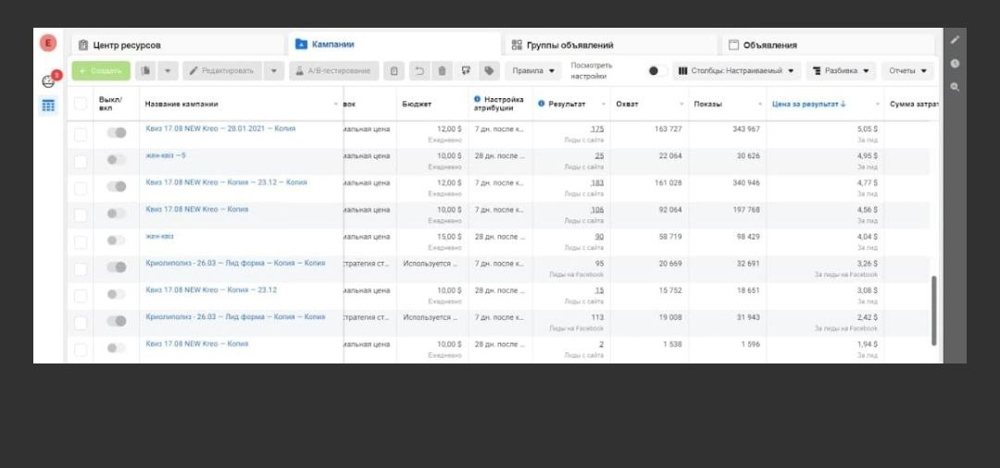 E
Центр ресурсов
Кампании
Группы объявлений
Объявления
3
+ Создать
Редактировать
A/B-тестирование
Правила
Посмотреть настройки
Столбцы: Настраиваемый
Разбивка
Отчеты
Выкл/вкл Название кампании вок Бюджет Настройка атрибуции Результат Охват Показы Цена за результат ↓ Сумма затрат
Квиз 17.08 NEW Kreo — 28.01.2021 — Копия мальная цена 12,00 $ 7 дн. после к... 175 163 727 343 967 5,05 $
Ежедневно Лиды с сайта За лид
жен-квіз —5 мальная цена 10,00 $ 28 дн. после ... 25 22 064 30 626 4,95 $
Ежедневно Лиды с сайта За лид
Квиз 17.08 NEW Kreo — Копия — 23.12 — Копия мальная цена 12,00 $ 7 дн. после к... 183 161 028 340 946 4,77 $
Ежедневно Лиды с сайта За лид
Квиз 17.08 NEW Kreo — Копия мальная цена 10,00 $ 7 дн. после к... 106 92 064 197 768 4,56 $
Ежедневно Лиды с сайта За лид
жен-квіз мальная цена 15,00 $ 28 дн. после ... 90 58 719 98 429 4,04 $
Ежедневно Лиды с сайта За лид
Криолиполиз - 26.03 — Лид форма — Копия — Копия стратегия ст... Используется ... 7 дн. после к... 95 20 669 32 691 3,26 $
Лиды на Facebook За лиды на Facebook
Квиз 17.08 NEW Kreo — Копия — 23.12 мальная цена 10,00 $ 28 дн. после ... 15 15 752 18 651 3,08 $
Ежедневно Лиды с сайта За лид
Криолиполиз - 26.03 — Лид форма — Копия — Копия стратегия ст... Используется ... 7 дн. после к... 113 19 008 31 943 2,42 $
Лиды на Facebook За лиды на Facebook
Квиз 17.08 NEW Kreo — Копия мальная цена 10,00 $ 28 дн. после ... 2 1 538 1 596 1,94 $
Ежедневно Лиды с сайта За лид